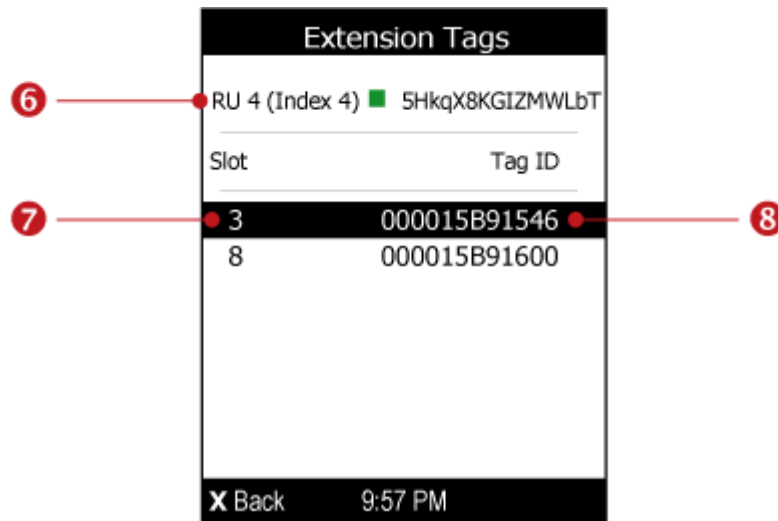 Extension Tags
6 RU 4 (Index 4) 5HkqX8KGIZMWLbT
Slot Tag ID
7 3 000015B91546 8
8 000015B91600
X Back 9:57 PM